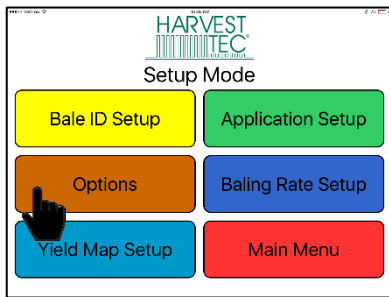 HARVEST
TEC
Setup Mode
Bale ID Setup
Application Setup
Options
Baling Rate Setup
Yield Map Setup
Main Menu